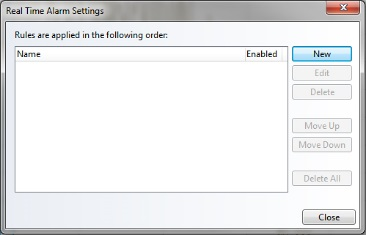 Real Time Alarm Settings
Rules are applied in the following order:
Name Enabled
New
Edit
Delete
Move Up
Move Down
Delete All
Close